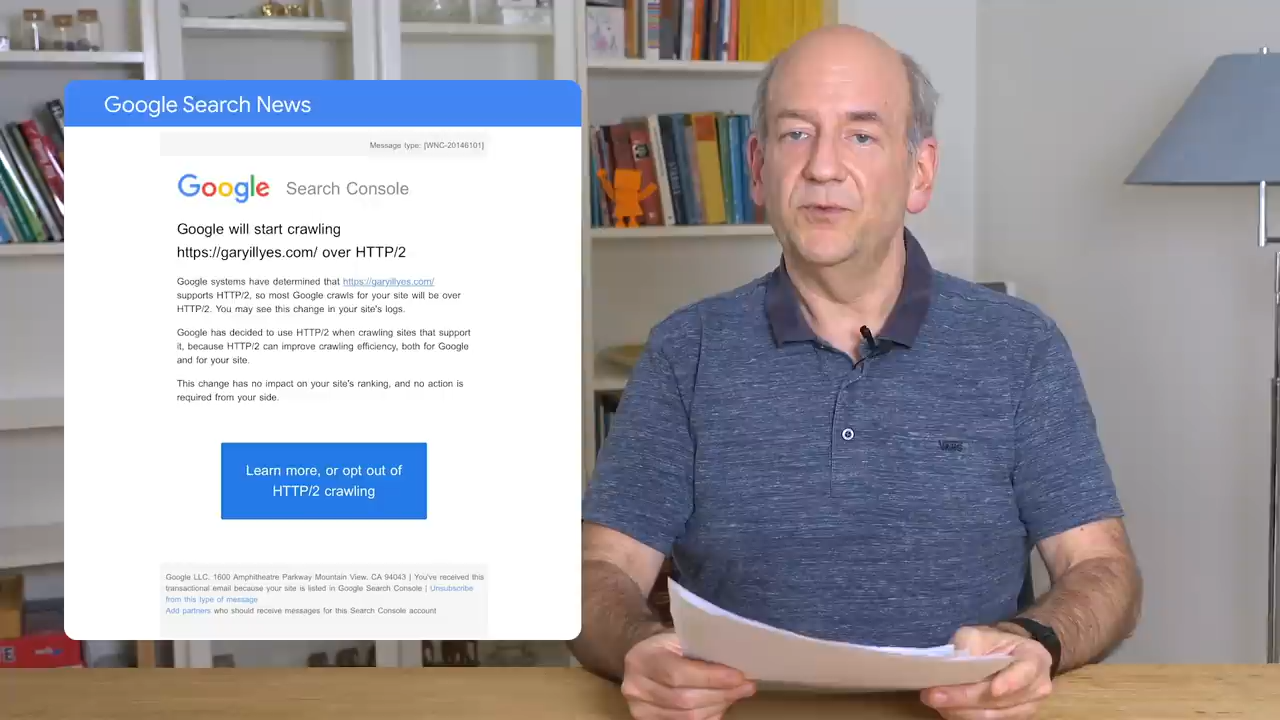 Google Search News
Message type: [WNC-20146101]
Google Search Console
Google will start crawling
https://garyillyes.com/ over HTTP/2
Google systems have determined that https://garyillyes.com/
supports HTTP/2, so most Google crawls for your site will be over
HTTP/2. You may see this change in your site's logs.
Google has decided to use HTTP/2 when crawling sites that support
it, because HTTP/2 can improve crawling efficiency, both for Google
and for your site.
This change has no impact on your site's ranking, and no action is
required from your side.
Learn more, or opt out of
HTTP/2 crawling
Google LLC. 1600 Amphitheatre Parkway Mountain View. CA 94043 | You've received this
transactional email because your site is listed in Google Search Console | Unsubscribe
from this type of message
Add partners who should receive messages for this Search Console account